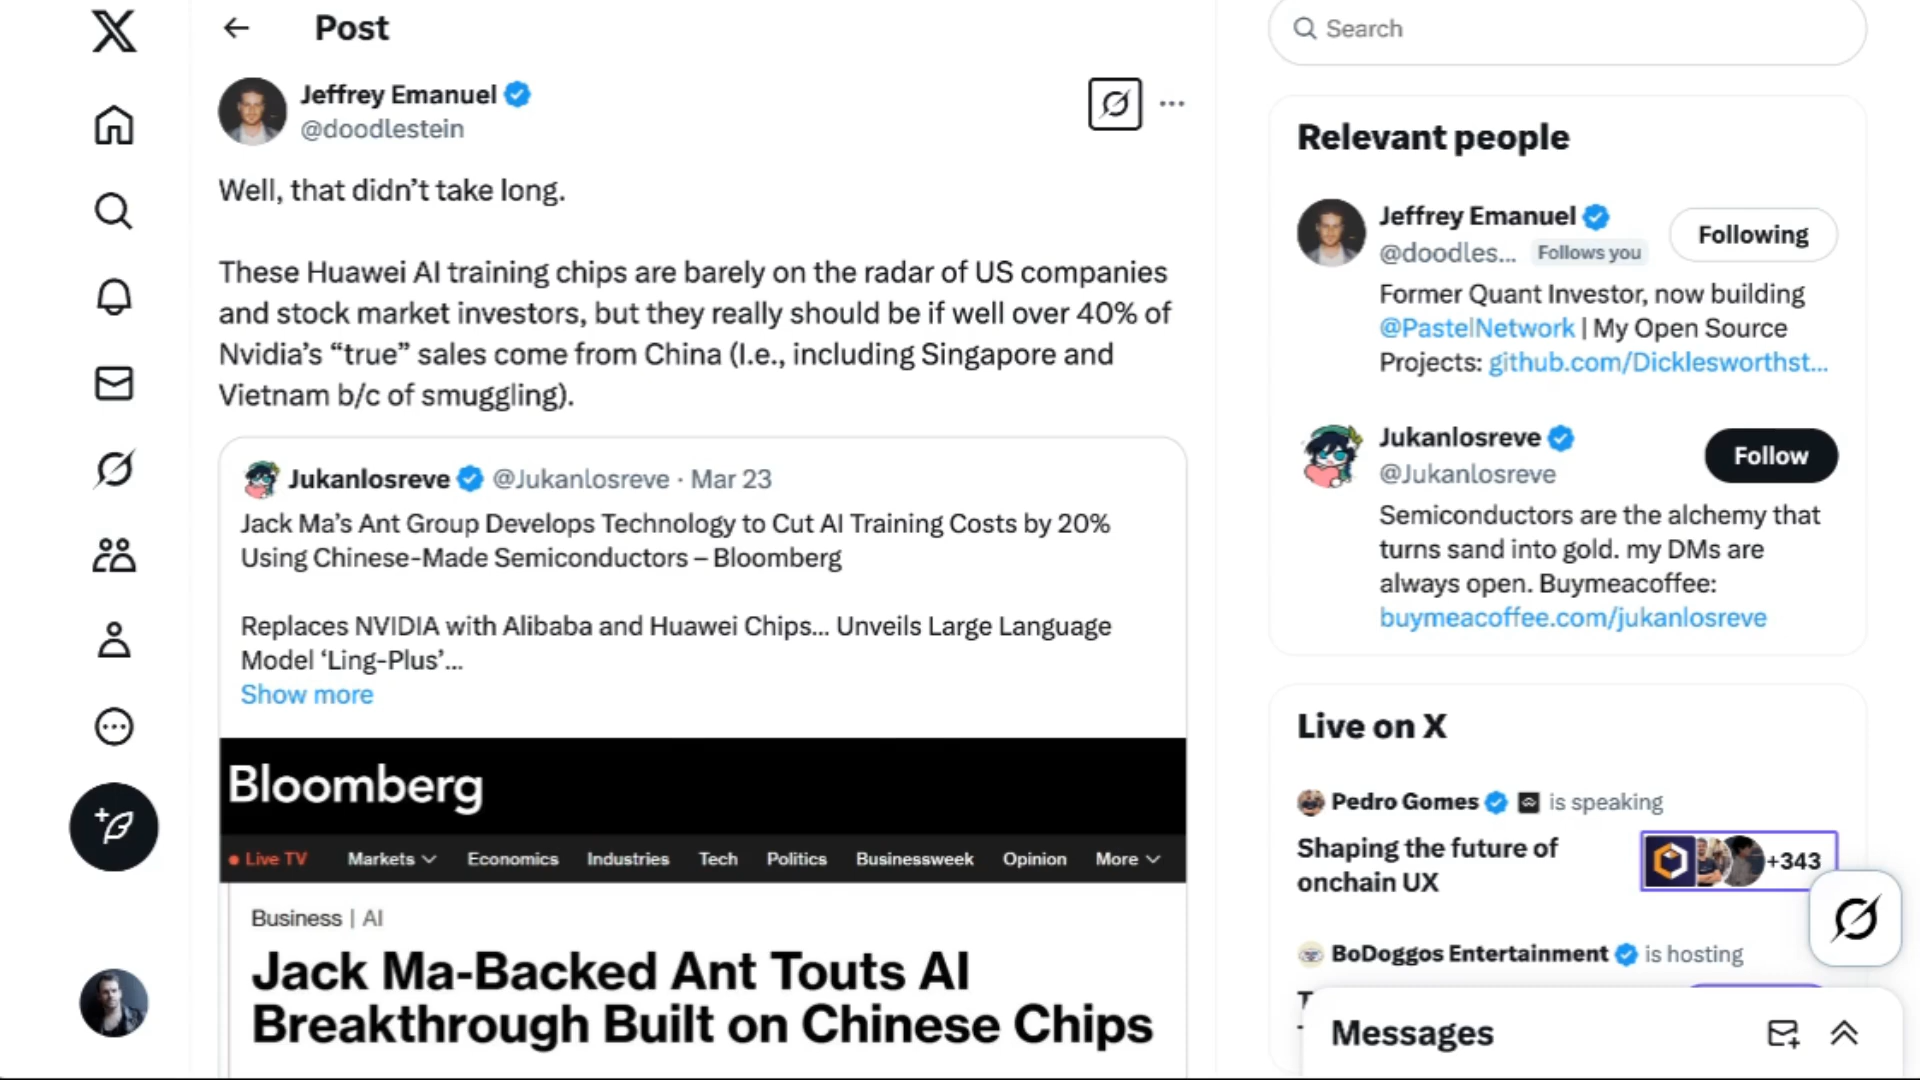 Post
Jeffrey Emanuel
@doodlestein
Well, that didn’t take long.
These Huawei AI training chips are barely on the radar of US companies
and stock market investors, but they really should be if well over 40% of
Nvidia’s “true” sales come from China (I.e., including Singapore and
Vietnam b/c of smuggling).
Jukanlosreve @Jukanlosreve · Mar 23
Jack Ma’s Ant Group Develops Technology to Cut AI Training Costs by 20%
Using Chinese-Made Semiconductors – Bloomberg
Replaces NVIDIA with Alibaba and Huawei Chips... Unveils Large Language
Model ‘Ling-Plus’...
Show more
Bloomberg
Live TV Markets Economics Industries Tech Politics Businessweek Opinion More
Business | AI
Jack Ma-Backed Ant Touts AI
Breakthrough Built on Chinese Chips
Search
Relevant people
Jeffrey Emanuel
@doodles... Follows you
Following
Former Quant Investor, now building
@PastelNetwork | My Open Source
Projects: github.com/Dicklesworthst...
Jukanlosreve
@Jukanlosreve
Follow
Semiconductors are the alchemy that
turns sand into gold. my DMs are
always open. Buymeacoffee:
buymeacoffee.com/jukanlosreve
Live on X
Pedro Gomes is speaking
Shaping the future of
onchain UX
+343
BoDoggos Entertainment is hosting
Messages